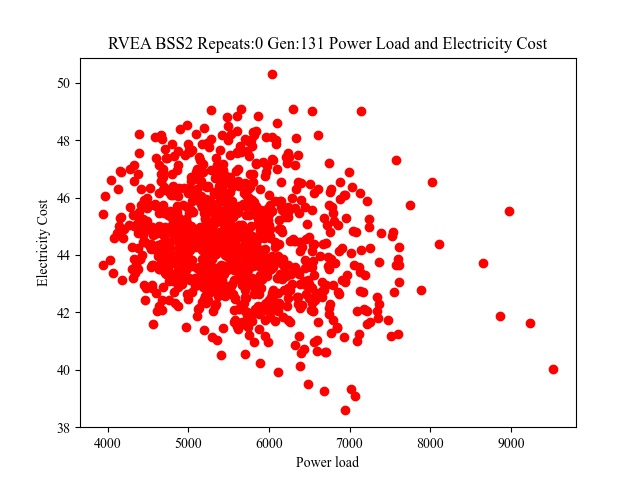 RVEA BSS2 Repeats:0 Gen:131 Power Load and Electricity Cost
50
48
46
44
42
40
38
Electricity Cost
4000 5000 6000 7000 8000 9000
Power load